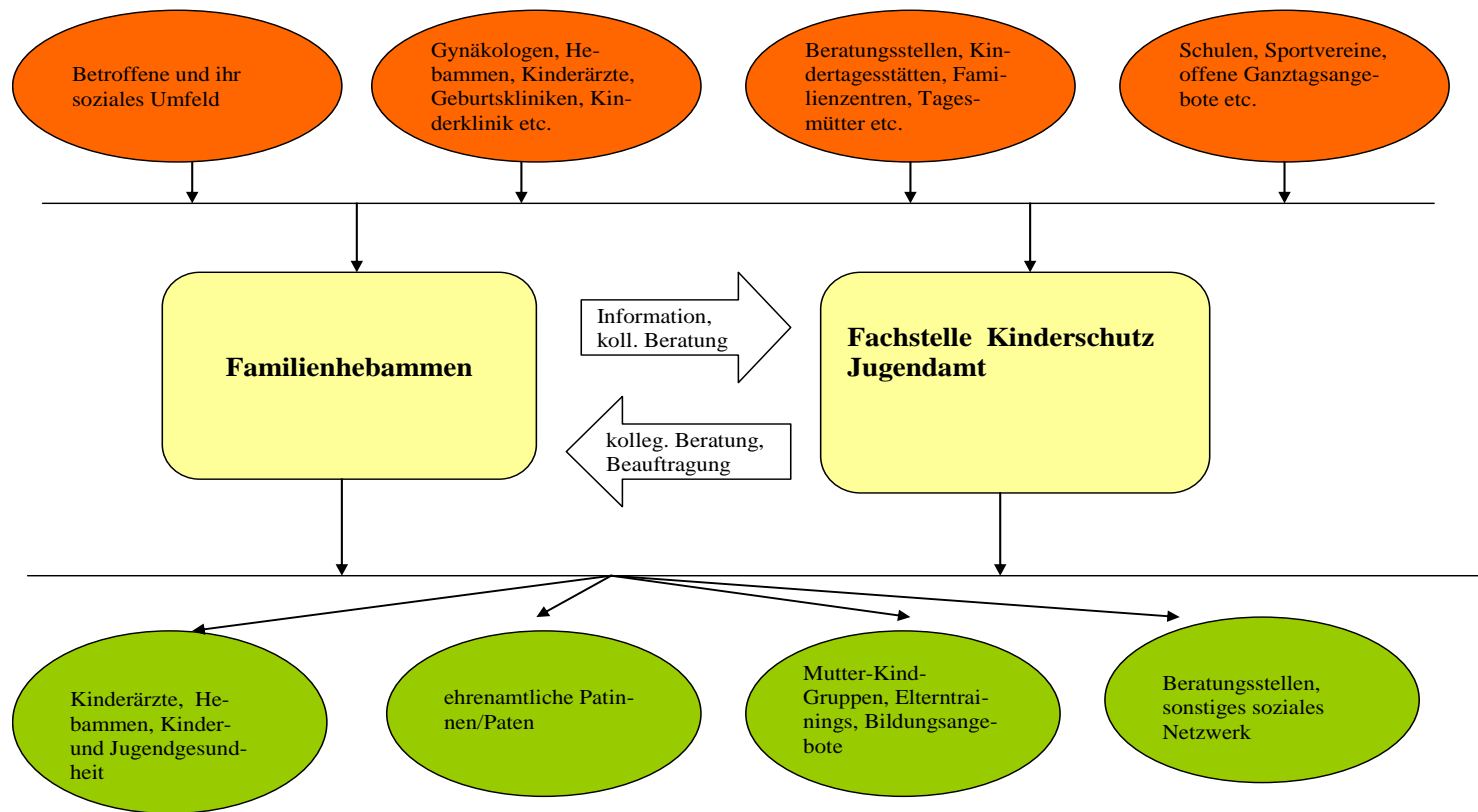 Betroffene und ihr
soziales Umfeld
Gynäkologen, He-
bammen, Kinderärzte,
Geburtskliniken, Kin-
derklinik etc.
Beratungsstellen, Kin-
dertagesstätten, Fami-
lienzentren, Tages-
mütter etc.
Schulen, Sportvereine,
offene Ganztagsange-
bote etc.
Familienhebammen
Information,
koll. Beratung
Fachstelle Kinderschutz
Jugendamt
kolleg. Beratung,
Beauftragung
Kinderärzte, He-
bammen, Kinder-
und Jugendgesund-
heit
ehrenamtliche Patin-
nen/Paten
Mutter-Kind-
Gruppen, Elterntrai-
nings, Bildungsange-
bote
Beratungsstellen,
sonstiges soziales
Netzwerk